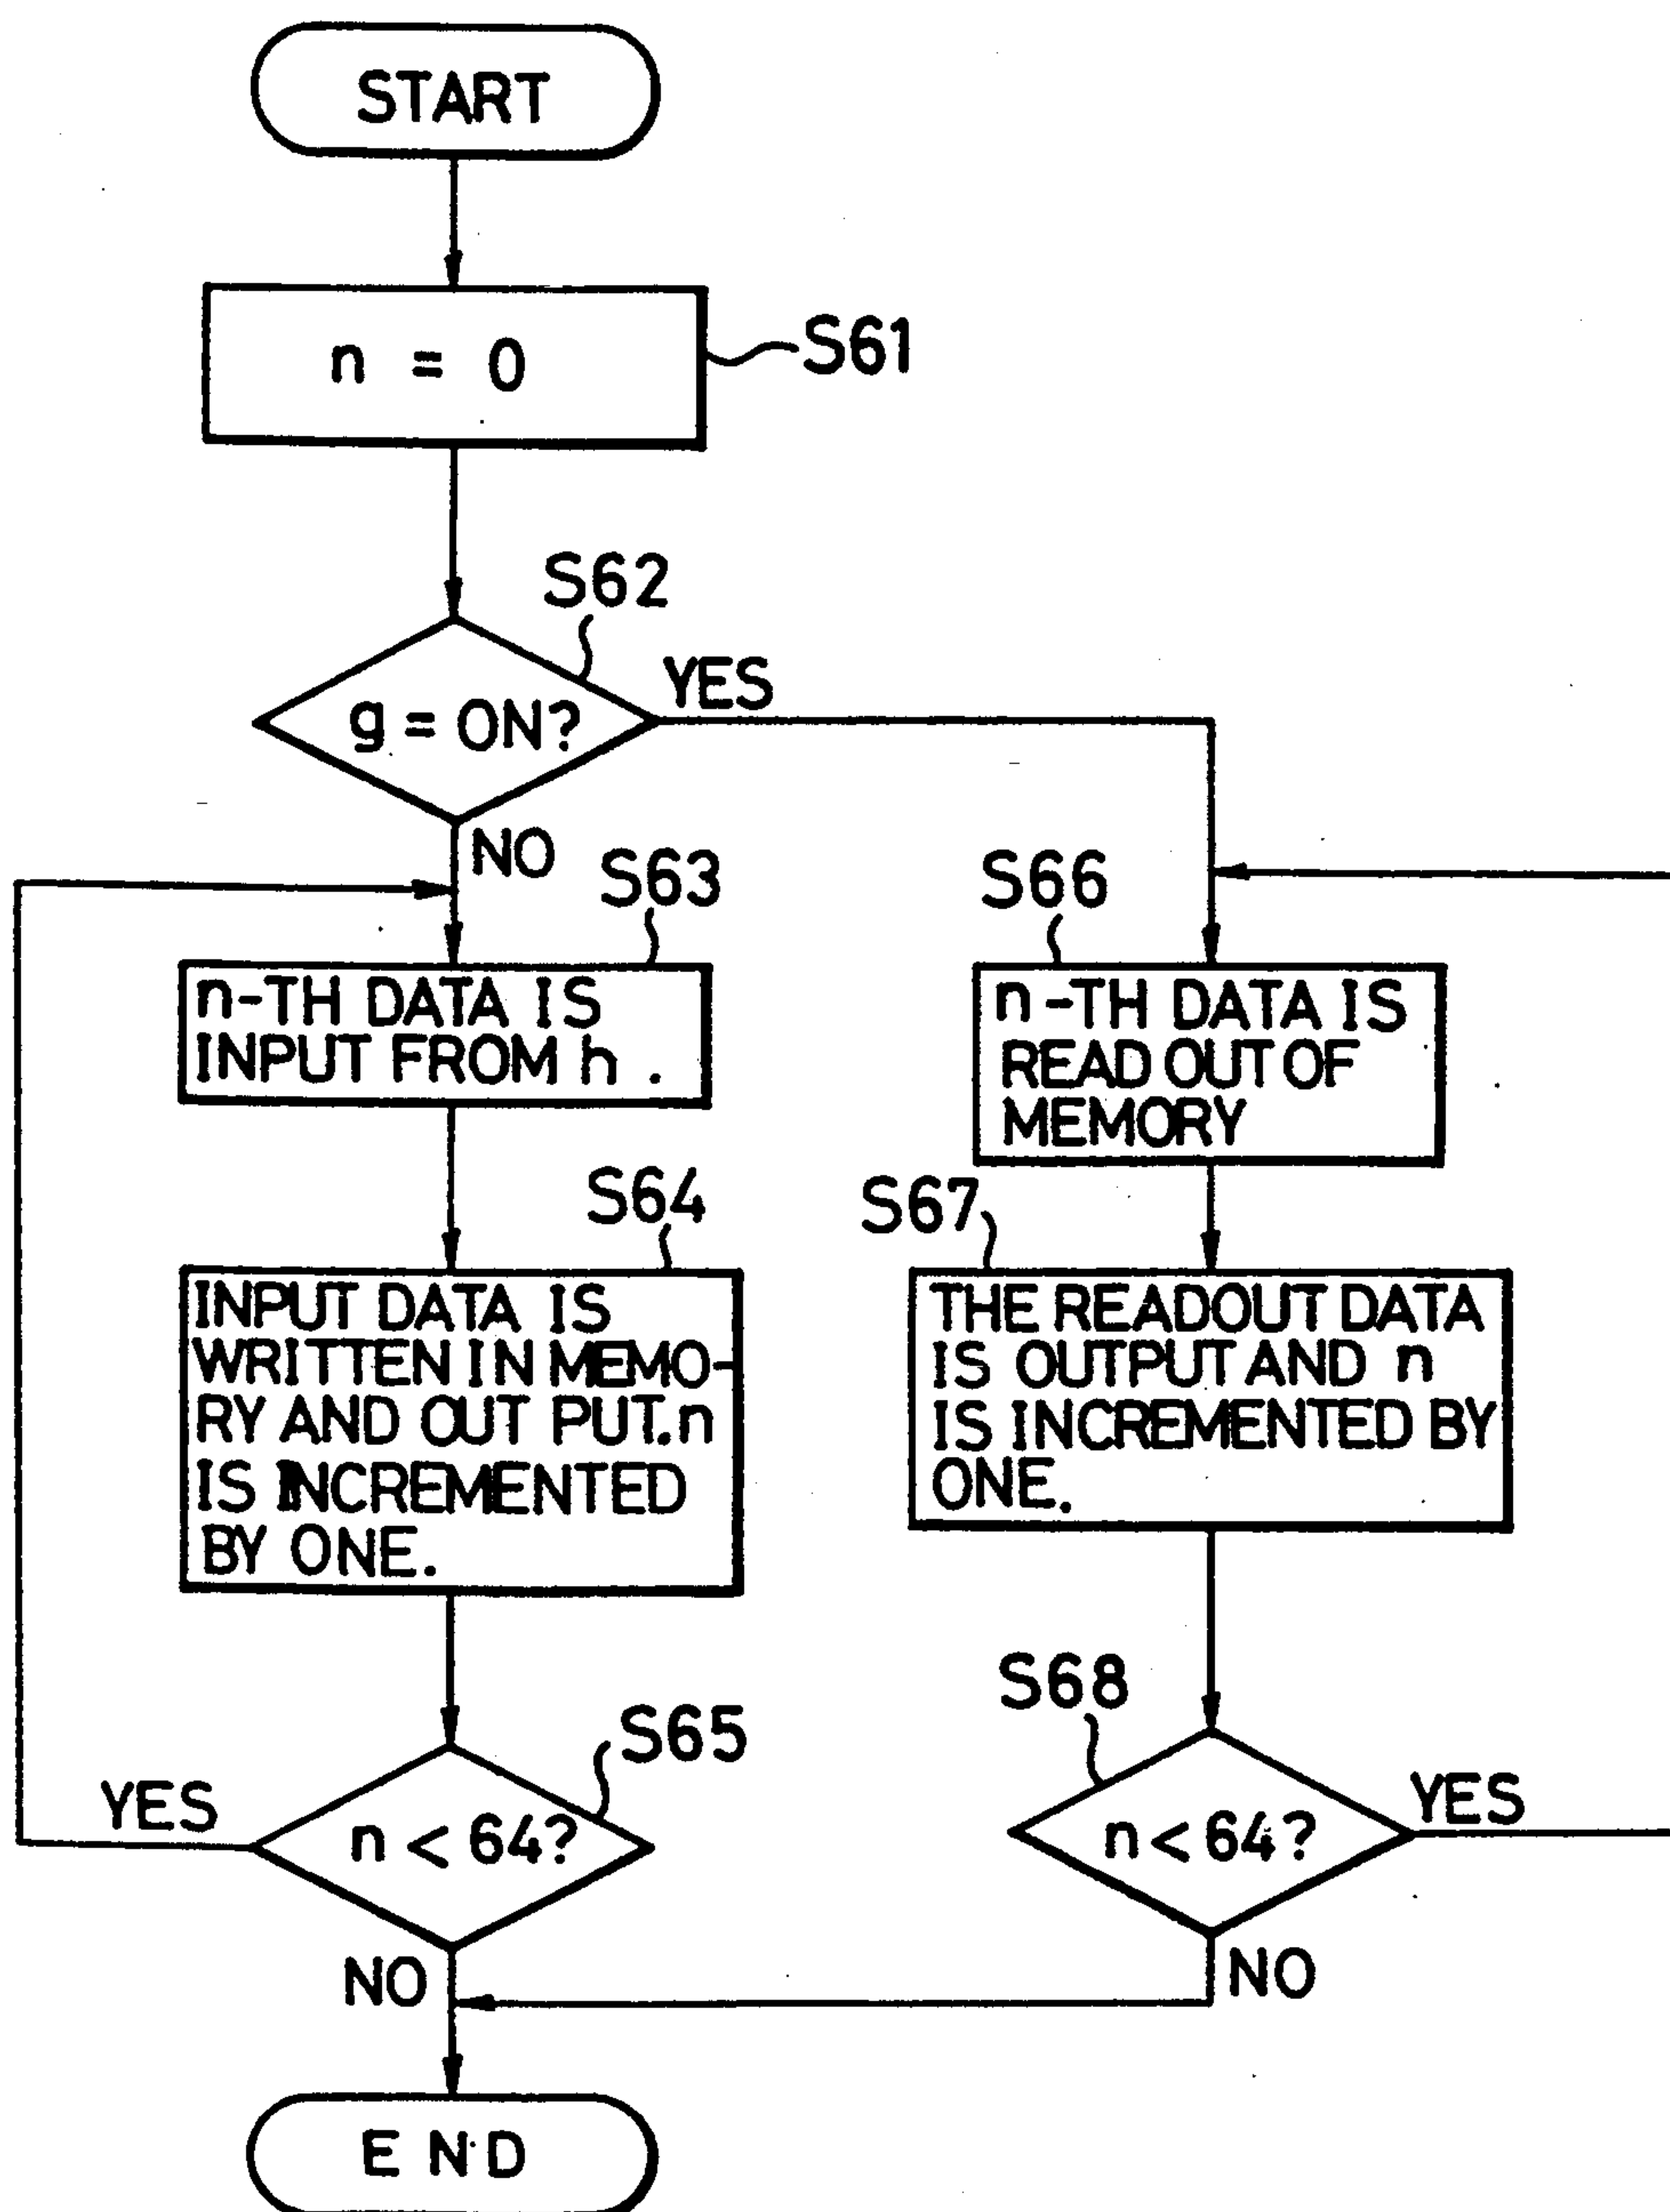 START
n = 0
S61
S62
g = ON?
YES
NO
S63
n-TH DATA IS
INPUT FROM h .
S64
INPUT DATA IS
WRITTEN IN MEMO-
RY AND OUT PUT. n
IS INCREMENTED
BY ONE.
S65
n < 64?
YES
NO
S66
n-TH DATA IS
READ OUT OF
MEMORY
S67
THE READOUT DATA
IS OUTPUT AND n
IS INCREMENTED BY
ONE.
S68
n < 64?
YES
NO
END